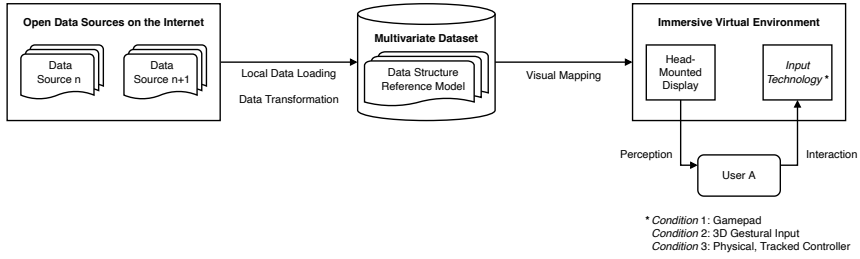 Open Data Sources on the Internet
Data
Source n
Data
Source n+1
Local Data Loading
Data Transformation
Multivariate Dataset
Data Structure
Reference Model
Visual Mapping
Immersive Virtual Environment
Head-
Mounted
Display
Input
Technology *
Perception
User A
Interaction
* Condition 1: Gamepad
Condition 2: 3D Gestural Input
Condition 3: Physical, Tracked Controller